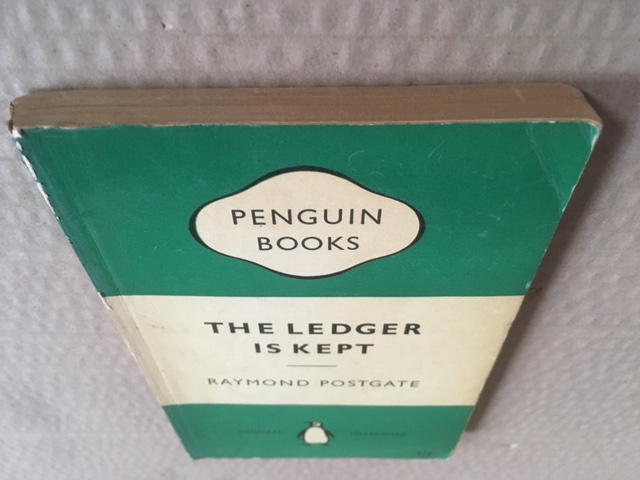 PENGUIN
BOOKS
THE LEDGER
IS KEPT
RAYMOND POSTGATE